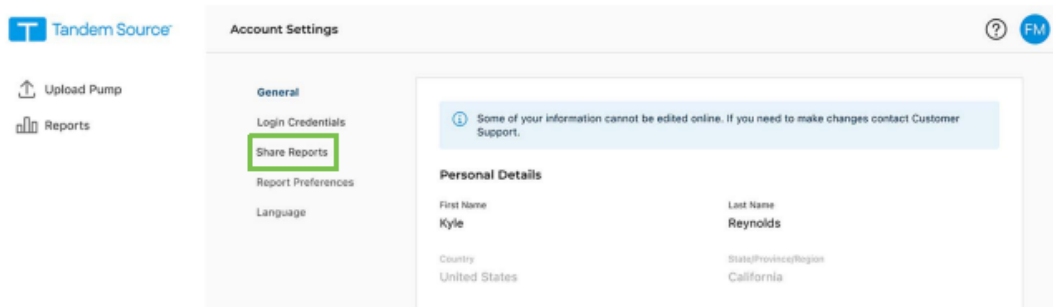 Tandem Source
Account Settings
?
FM
Upload Pump
Reports
General
Login Credentials
Share Reports
Report Preferences
Language
Some of your information cannot be edited online. If you need to make changes contact Customer
Support.
Personal Details
First Name
Last Name
Kyle
Reynolds
Country
State/Province/Region
United States
California